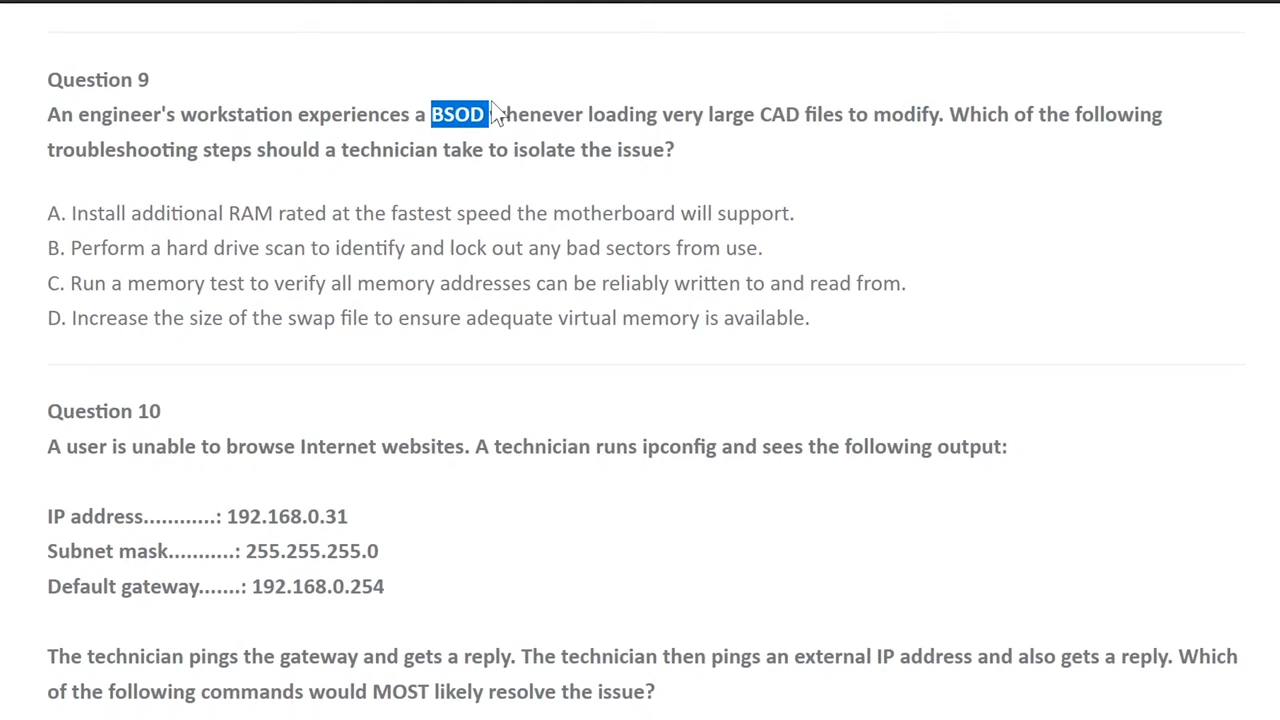 Question 9
An engineer's workstation experiences a BSOD whenever loading very large CAD files to modify. Which of the following
troubleshooting steps should a technician take to isolate the issue?
A. Install additional RAM rated at the fastest speed the motherboard will support.
B. Perform a hard drive scan to identify and lock out any bad sectors from use.
C. Run a memory test to verify all memory addresses can be reliably written to and read from.
D. Increase the size of the swap file to ensure adequate virtual memory is available.
Question 10
A user is unable to browse Internet websites. A technician runs ipconfig and sees the following output:
IP address............: 192.168.0.31
Subnet mask...........: 255.255.255.0
Default gateway.......: 192.168.0.254
The technician pings the gateway and gets a reply. The technician then pings an external IP address and also gets a reply. Which
of the following commands would MOST likely resolve the issue?